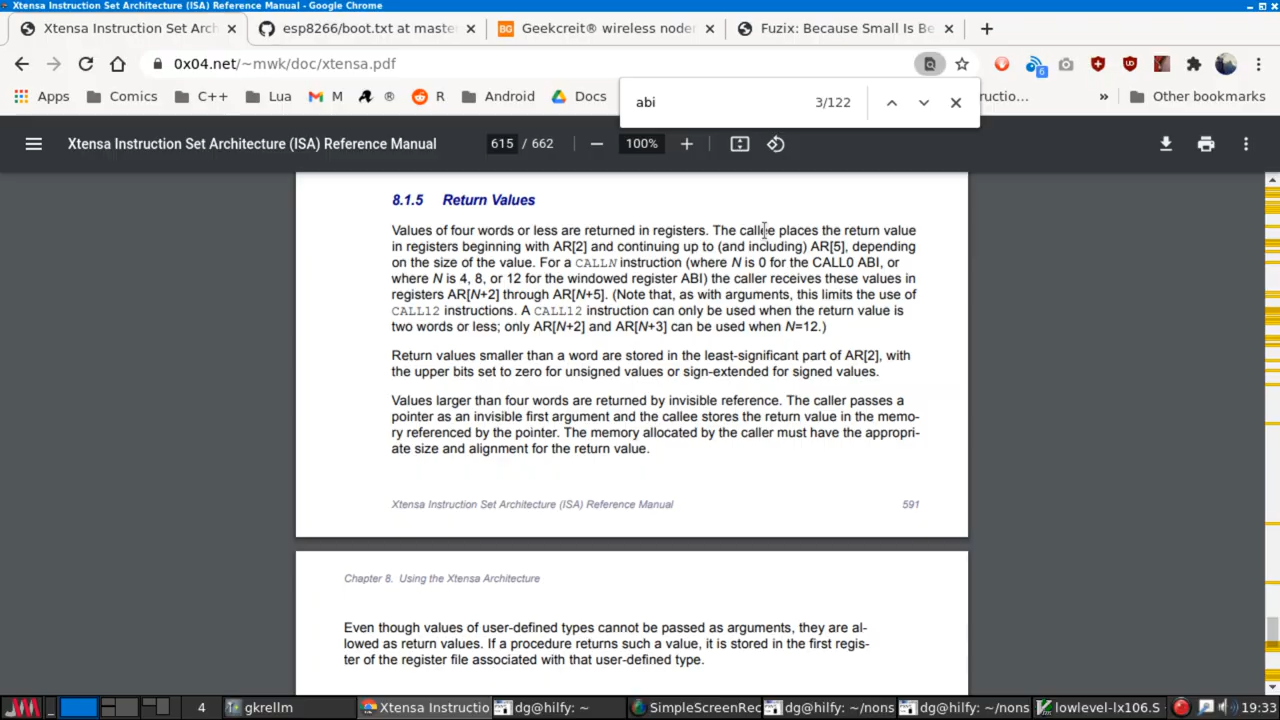 Xtensa Instruction Set Architecture (ISA) Reference Manual - Google Chrome
Xtensa Instruction Set Arch
esp8266/boot.txt at maste
BG Geekcreit® wireless node
Fuzix: Because Small Is Be
0x04.net/~mwk/doc/xtensa.pdf
6
Apps Comics C++ Lua M ® R Docs
ructio… » Other bookmarks
abi 3/122
Xtensa Instruction Set Architecture (ISA) Reference Manual 615 / 662 100%
8.1.5 Return Values
Values of four words or less are returned in registers. The callee places the return value
in registers beginning with AR[2] and continuing up to (and including) AR[5], depending
on the size of the value. For a CALLN instruction (where N is 0 for the CALL0 ABI, or
where N is 4, 8, or 12 for the windowed register ABI) the caller receives these values in
registers AR[N+2] through AR[N+5]. (Note that, as with arguments, this limits the use of
CALL12 instructions. A CALL12 instruction can only be used when the return value is
two words or less; only AR[N+2] and AR[N+3] can be used when N=12.)
Return values smaller than a word are stored in the least-significant part of AR[2], with
the upper bits set to zero for unsigned values or sign-extended for signed values.
Values larger than four words are returned by invisible reference. The caller passes a
pointer as an invisible first argument and the callee stores the return value in the memo-
ry referenced by the pointer. The memory allocated by the caller must have the appropri-
ate size and alignment for the return value.
Xtensa Instruction Set Architecture (ISA) Reference Manual 591
Chapter 8. Using the Xtensa Architecture
Even though values of user-defined types cannot be passed as arguments, they are al-
lowed as return values. If a procedure returns such a value, it is stored in the first regis-
ter of the register file associated with that user-defined type.
4 gkrellm Xtensa Instructio dg@hilfy: ~ SimpleScreenRec dg@hilfy: ~/nons dg@hilfy: ~/nons lowlevel-lx106.S 19:33